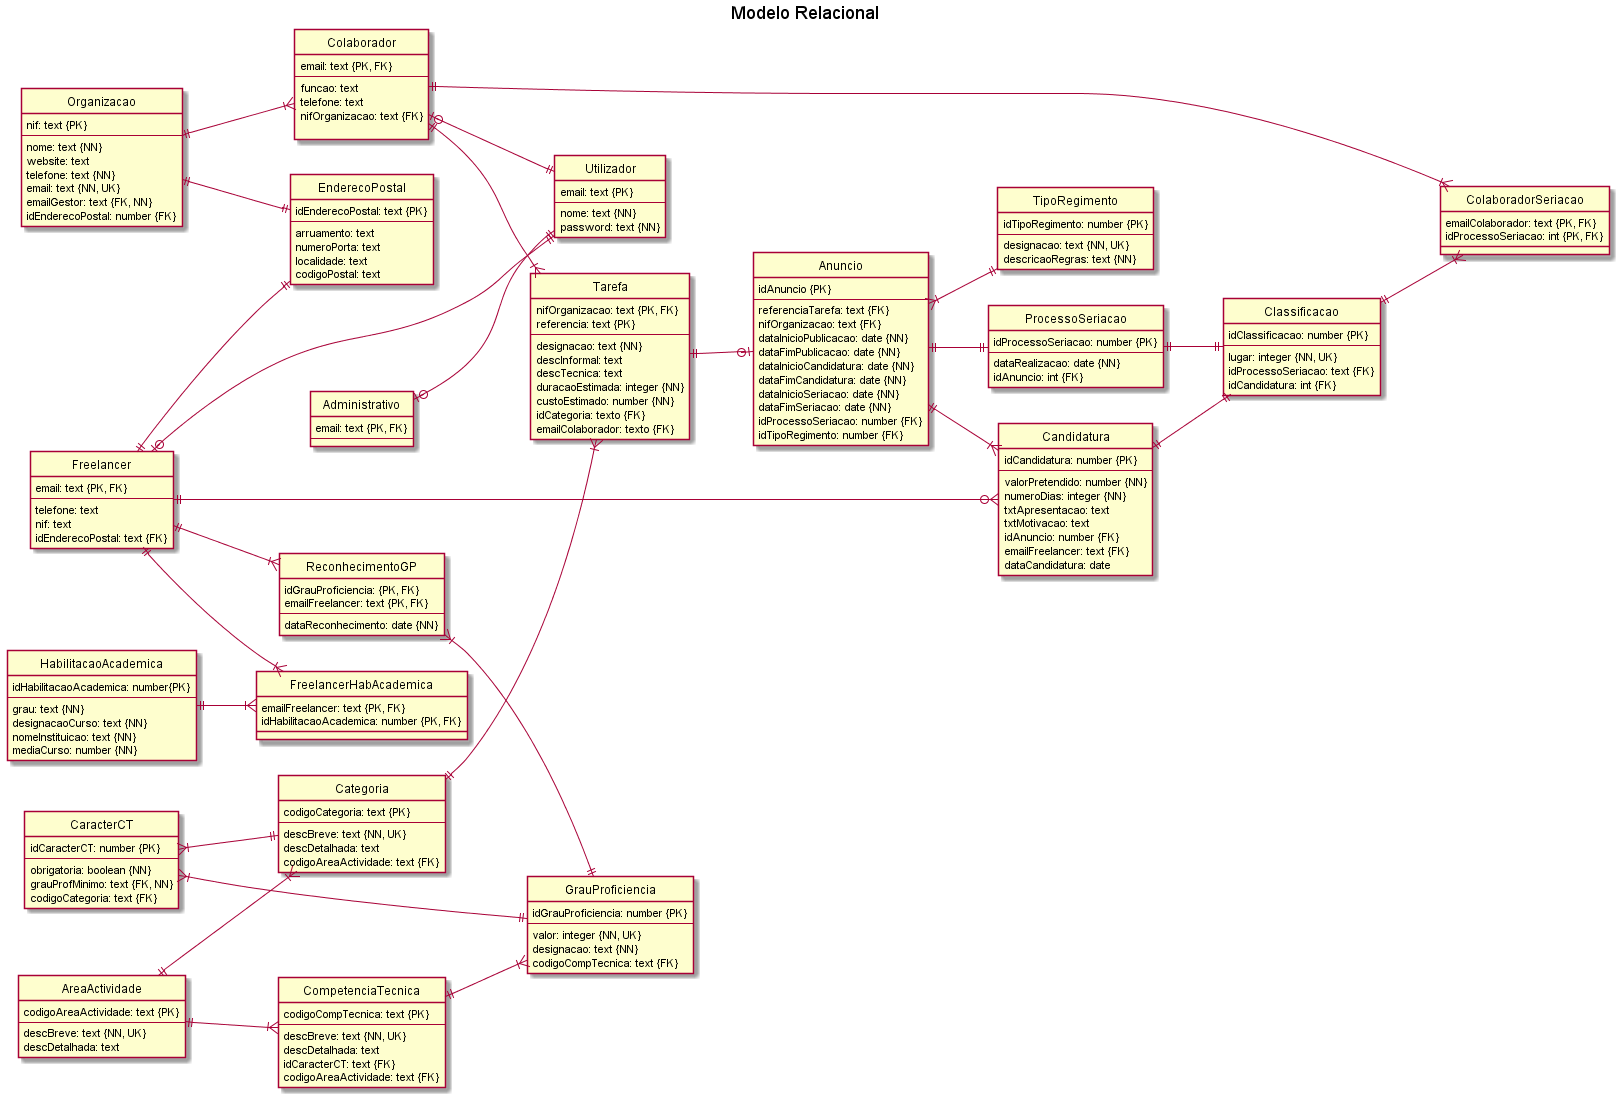 Modelo Relacional
Colaborador
email: text {PK, FK}
funcao: text
telefone: text
nifOrganizacao: text {FK}
Organizacao
nif: text {PK}
nome: text {NN}
website: text
telefone: text {NN}
email: text {NN, UK}
emailGestor: text {FK, NN}
idEnderecoPostal: number {FK}
EnderecoPostal
idEnderecoPostal: text {PK}
arruamento: text
numeroPorta: text
localidade: text
codigoPostal: text
Utilizador
email: text {PK}
nome: text {NN}
password: text {NN}
TipoRegimento
idTipoRegimento: number {PK}
designacao: text {NN, UK}
descricaoRegras: text {NN}
ColaboradorSeriacao
emailColaborador: text {PK, FK}
idProcessoSeriacao: int {PK, FK}
Anuncio
idAnuncio {PK}
referenciaTarefa: text {FK}
nifOrganizacao: text {FK}
dataInicioPublicacao: date {NN}
dataFimPublicacao: date {NN}
dataInicioCandidatura: date {NN}
dataFimCandidatura: date {NN}
dataInicioSeriacao: date {NN}
dataFimSeriacao: date {NN}
idProcessoSeriacao: number {FK}
idTipoRegimento: number {FK}
Tarefa
nifOrganizacao: text {PK, FK}
referencia: text {PK}
designacao: text {NN}
descInformal: text
descTecnica: text
duracaoEstimada: integer {NN}
custoEstimado: number {NN}
idCategoria: texto {FK}
emailColaborador: texto {FK}
ProcessoSeriacao
idProcessoSeriacao: number {PK}
dataRealizacao: date {NN}
idAnuncio: int {FK}
Classificacao
idClassificacao: number {PK}
lugar: integer {NN, UK}
idProcessoSeriacao: text {FK}
idCandidatura: int {FK}
Administrativo
email: text {PK, FK}
Candidatura
idCandidatura: number {PK}
valorPretendido: number {NN}
numeroDias: integer {NN}
txtApresentacao: text
txtMotivacao: text
idAnuncio: number {FK}
emailFreelancer: text {FK}
dataCandidatura: date
Freelancer
email: text {PK, FK}
telefone: text
nif: text
idEnderecoPostal: text {FK}
ReconhecimentoGP
idGrauProficiencia: {PK, FK}
emailFreelancer: text {PK, FK}
dataReconhecimento: date {NN}
HabilitacaoAcademica
idHabilitacaoAcademica: number{PK}
grau: text {NN}
designacaoCurso: text {NN}
nomeInstituicao: text {NN}
mediaCurso: number {NN}
FreelancerHabAcademica
emailFreelancer: text {PK, FK}
idHabilitacaoAcademica: number {PK, FK}
Categoria
codigoCategoria: text {PK}
descBreve: text {NN, UK}
descDetalhada: text
codigoAreaActividade: text {FK}
CaracterCT
idCaracterCT: number {PK}
obrigatoria: boolean {NN}
grauProfMinimo: text {FK, NN}
codigoCategoria: text {FK}
GrauProficiencia
idGrauProficiencia: number {PK}
valor: integer {NN, UK}
designacao: text {NN}
codigoCompTecnica: text {FK}
AreaActividade
codigoAreaActividade: text {PK}
descBreve: text {NN, UK}
descDetalhada: text
CompetenciaTecnica
codigoCompTecnica: text {PK}
descBreve: text {NN, UK}
descDetalhada: text
idCaracterCT: text {FK}
codigoAreaActividade: text {FK}